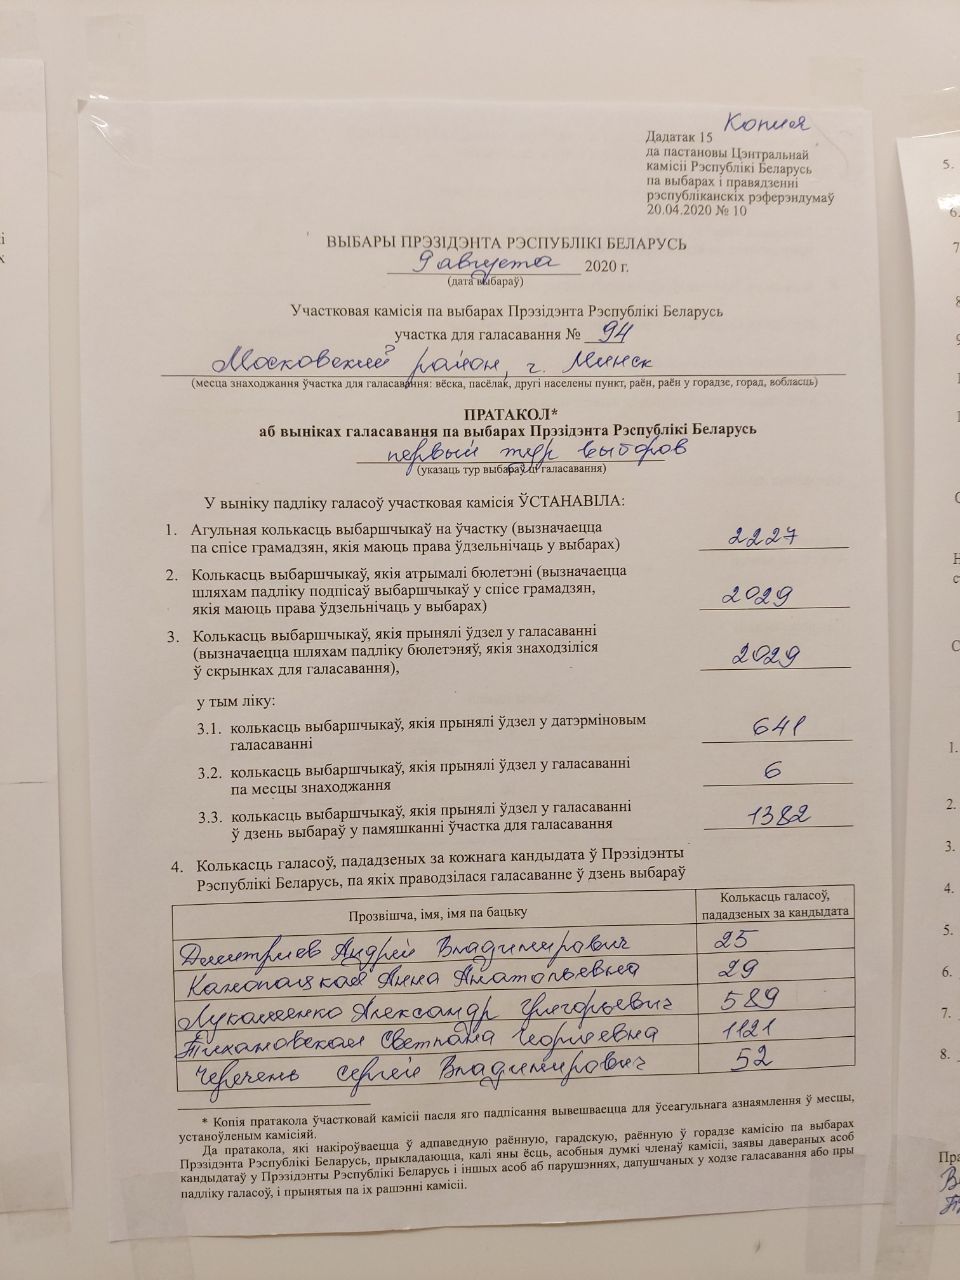 Копия
Дадатак 15
да пастановы Цэнтральнай
камісіі Рэспублікі Беларусь
па выбарах і правядзенні
рэспубліканскіх рэферэндумаў
20.04.2020 № 10
ВЫБАРЫ ПРЭЗІДЭНТА РЭСПУБЛІКІ БЕЛАРУСЬ
9 августа 2020 г.
(дата выбараў)
Участковая камісія па выбарах Прэзідэнта Рэспублікі Беларусь
участка для галасавання № 94
Московский район, г. Минск
(месца знаходжання ўчастка для галасавання: вёска, пасёлак, другі населены пункт, раён, раён у горадзе, горад, вобласць)
ПРАТАКОЛ*
аб выніках галасавання па выбарах Прэзідэнта Рэспублікі Беларусь
первый тур выборов
(указаць тур выбараў ці галасавання)
У выніку падліку галасоў участковая камісія ЎСТАНАВІЛА:
1. Агульная колькасць выбаршчыкаў на ўчастку (вызначаецца
па спісе грамадзян, якія маюць права ўдзельнічаць у выбарах) 2227
2. Колькасць выбаршчыкаў, якія атрымалі бюлетэні (вызначаецца
шляхам падліку подпісаў выбаршчыкаў у спісе грамадзян,
якія маюць права ўдзельнічаць у выбарах) 2029
3. Колькасць выбаршчыкаў, якія прынялі ўдзел у галасаванні
(вызначаецца шляхам падліку бюлетэняў, якія знаходзіліся
ў скрынках для галасавання), 2029
у тым ліку:
3.1. колькасць выбаршчыкаў, якія прынялі ўдзел у датэрміновым
галасаванні 641
3.2. колькасць выбаршчыкаў, якія прынялі ўдзел у галасаванні
па месцы знаходжання 6
3.3. колькасць выбаршчыкаў, якія прынялі ўдзел у галасаванні
ў дзень выбараў у памяшканні ўчастка для галасавання 1382
4. Колькасць галасоў, пададзеных за кожнага кандыдата ў Прэзідэнты
Рэспублікі Беларусь, па якіх праводзілася галасаванне ў дзень выбараў
Прозвішча, імя, імя па бацьку Колькасць галасоў,
пададзеных за кандыдата
Дмитриев Андрей Владимирович 25
Канопацкая Анна Анатольевна 29
Лукашенко Александр Григорьевич 589
Тихановская Светлана Георгиевна 1121
Черечень Сергей Владимирович 52
* Копія пратакола ўчастковай камісіі пасля яго падпісання вывешваецца для ўсеагульнага азнаямлення ў месцы,
устаноўленым камісіяй.
Да пратакола, які накіроўваецца ў адпаведную раённую, гарадскую, раённую ў горадзе камісію па выбарах
Прэзідэнта Рэспублікі Беларусь, прыкладаюцца, калі яны ёсць, асобныя думкі членаў камісіі, заявы давераных асоб
кандыдатаў у Прэзідэнты Рэспублікі Беларусь і іншых асоб аб парушэннях, дапушчаных у ходзе галасавання або пры
падліку галасоў, і прынятыя па іх рашэнні камісіі.